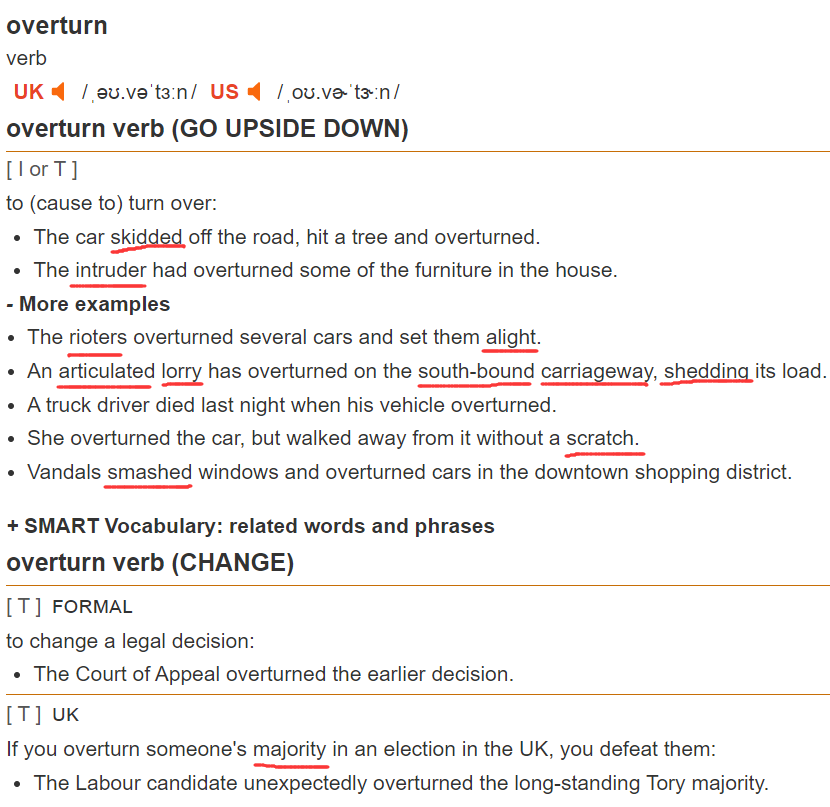 overturn
verb
UK /ˌəʊ.vəˈtɜːn/ US /ˌoʊ.vɚˈtɝːn/
overturn verb (GO UPSIDE DOWN)
[ I or T ]
to (cause to) turn over:
• The car skidded off the road, hit a tree and overturned.
• The intruder had overturned some of the furniture in the house.
- More examples
• The rioters overturned several cars and set them alight.
• An articulated lorry has overturned on the south-bound carriageway, shedding its load.
• A truck driver died last night when his vehicle overturned.
• She overturned the car, but walked away from it without a scratch.
• Vandals smashed windows and overturned cars in the downtown shopping district.
+ SMART Vocabulary: related words and phrases
overturn verb (CHANGE)
[ T ] FORMAL
to change a legal decision:
• The Court of Appeal overturned the earlier decision.
[ T ] UK
If you overturn someone's majority in an election in the UK, you defeat them:
• The Labour candidate unexpectedly overturned the long-standing Tory majority.